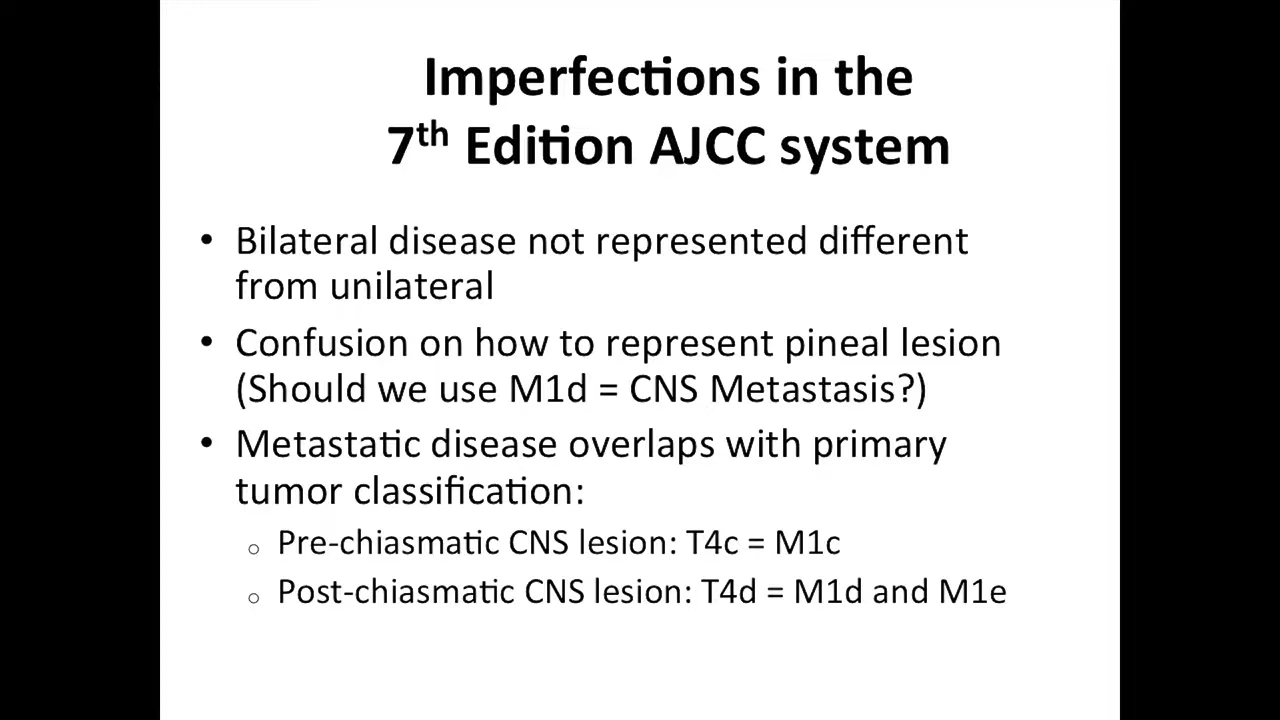 Imperfections in the
7th Edition AJCC system
• Bilateral disease not represented different
from unilateral
• Confusion on how to represent pineal lesion
(Should we use M1d = CNS Metastasis?)
• Metastatic disease overlaps with primary
tumor classification:
○ Pre-chiasmatic CNS lesion: T4c = M1c
○ Post-chiasmatic CNS lesion: T4d = M1d and M1e